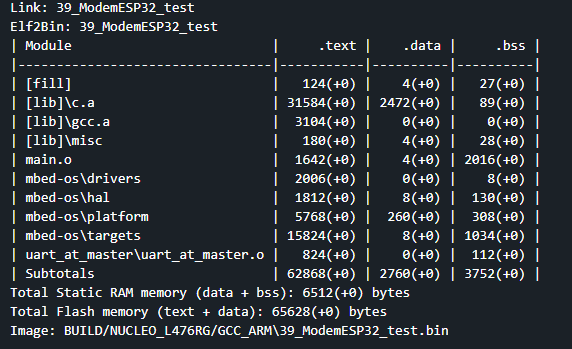 Link: 39_ModemESP32_test
Elf2Bin: 39_ModemESP32_test
| Module                         |     .text |    .data |     .bss |
|--------------------------------|-----------|----------|----------|
| [fill]                         |   124(+0) |    4(+0) |   27(+0) |
| [lib]\c.a                      | 31584(+0) | 2472(+0) |   89(+0) |
| [lib]\gcc.a                    |  3104(+0) |    0(+0) |    0(+0) |
| [lib]\misc                     |   180(+0) |    4(+0) |   28(+0) |
| main.o                         |  1642(+0) |    4(+0) | 2016(+0) |
| mbed-os\drivers                |  2006(+0) |    0(+0) |    8(+0) |
| mbed-os\hal                    |  1812(+0) |    8(+0) |  130(+0) |
| mbed-os\platform               |  5768(+0) |  260(+0) |  308(+0) |
| mbed-os\targets                | 15824(+0) |    8(+0) | 1034(+0) |
| uart_at_master\uart_at_master.o |   824(+0) |    0(+0) |  112(+0) |
| Subtotals                      | 62868(+0) | 2760(+0) | 3752(+0) |
Total Static RAM memory (data + bss): 6512(+0) bytes
Total Flash memory (text + data): 65628(+0) bytes
Image: BUILD/NUCLEO_L476RG/GCC_ARM\39_ModemESP32_test.bin